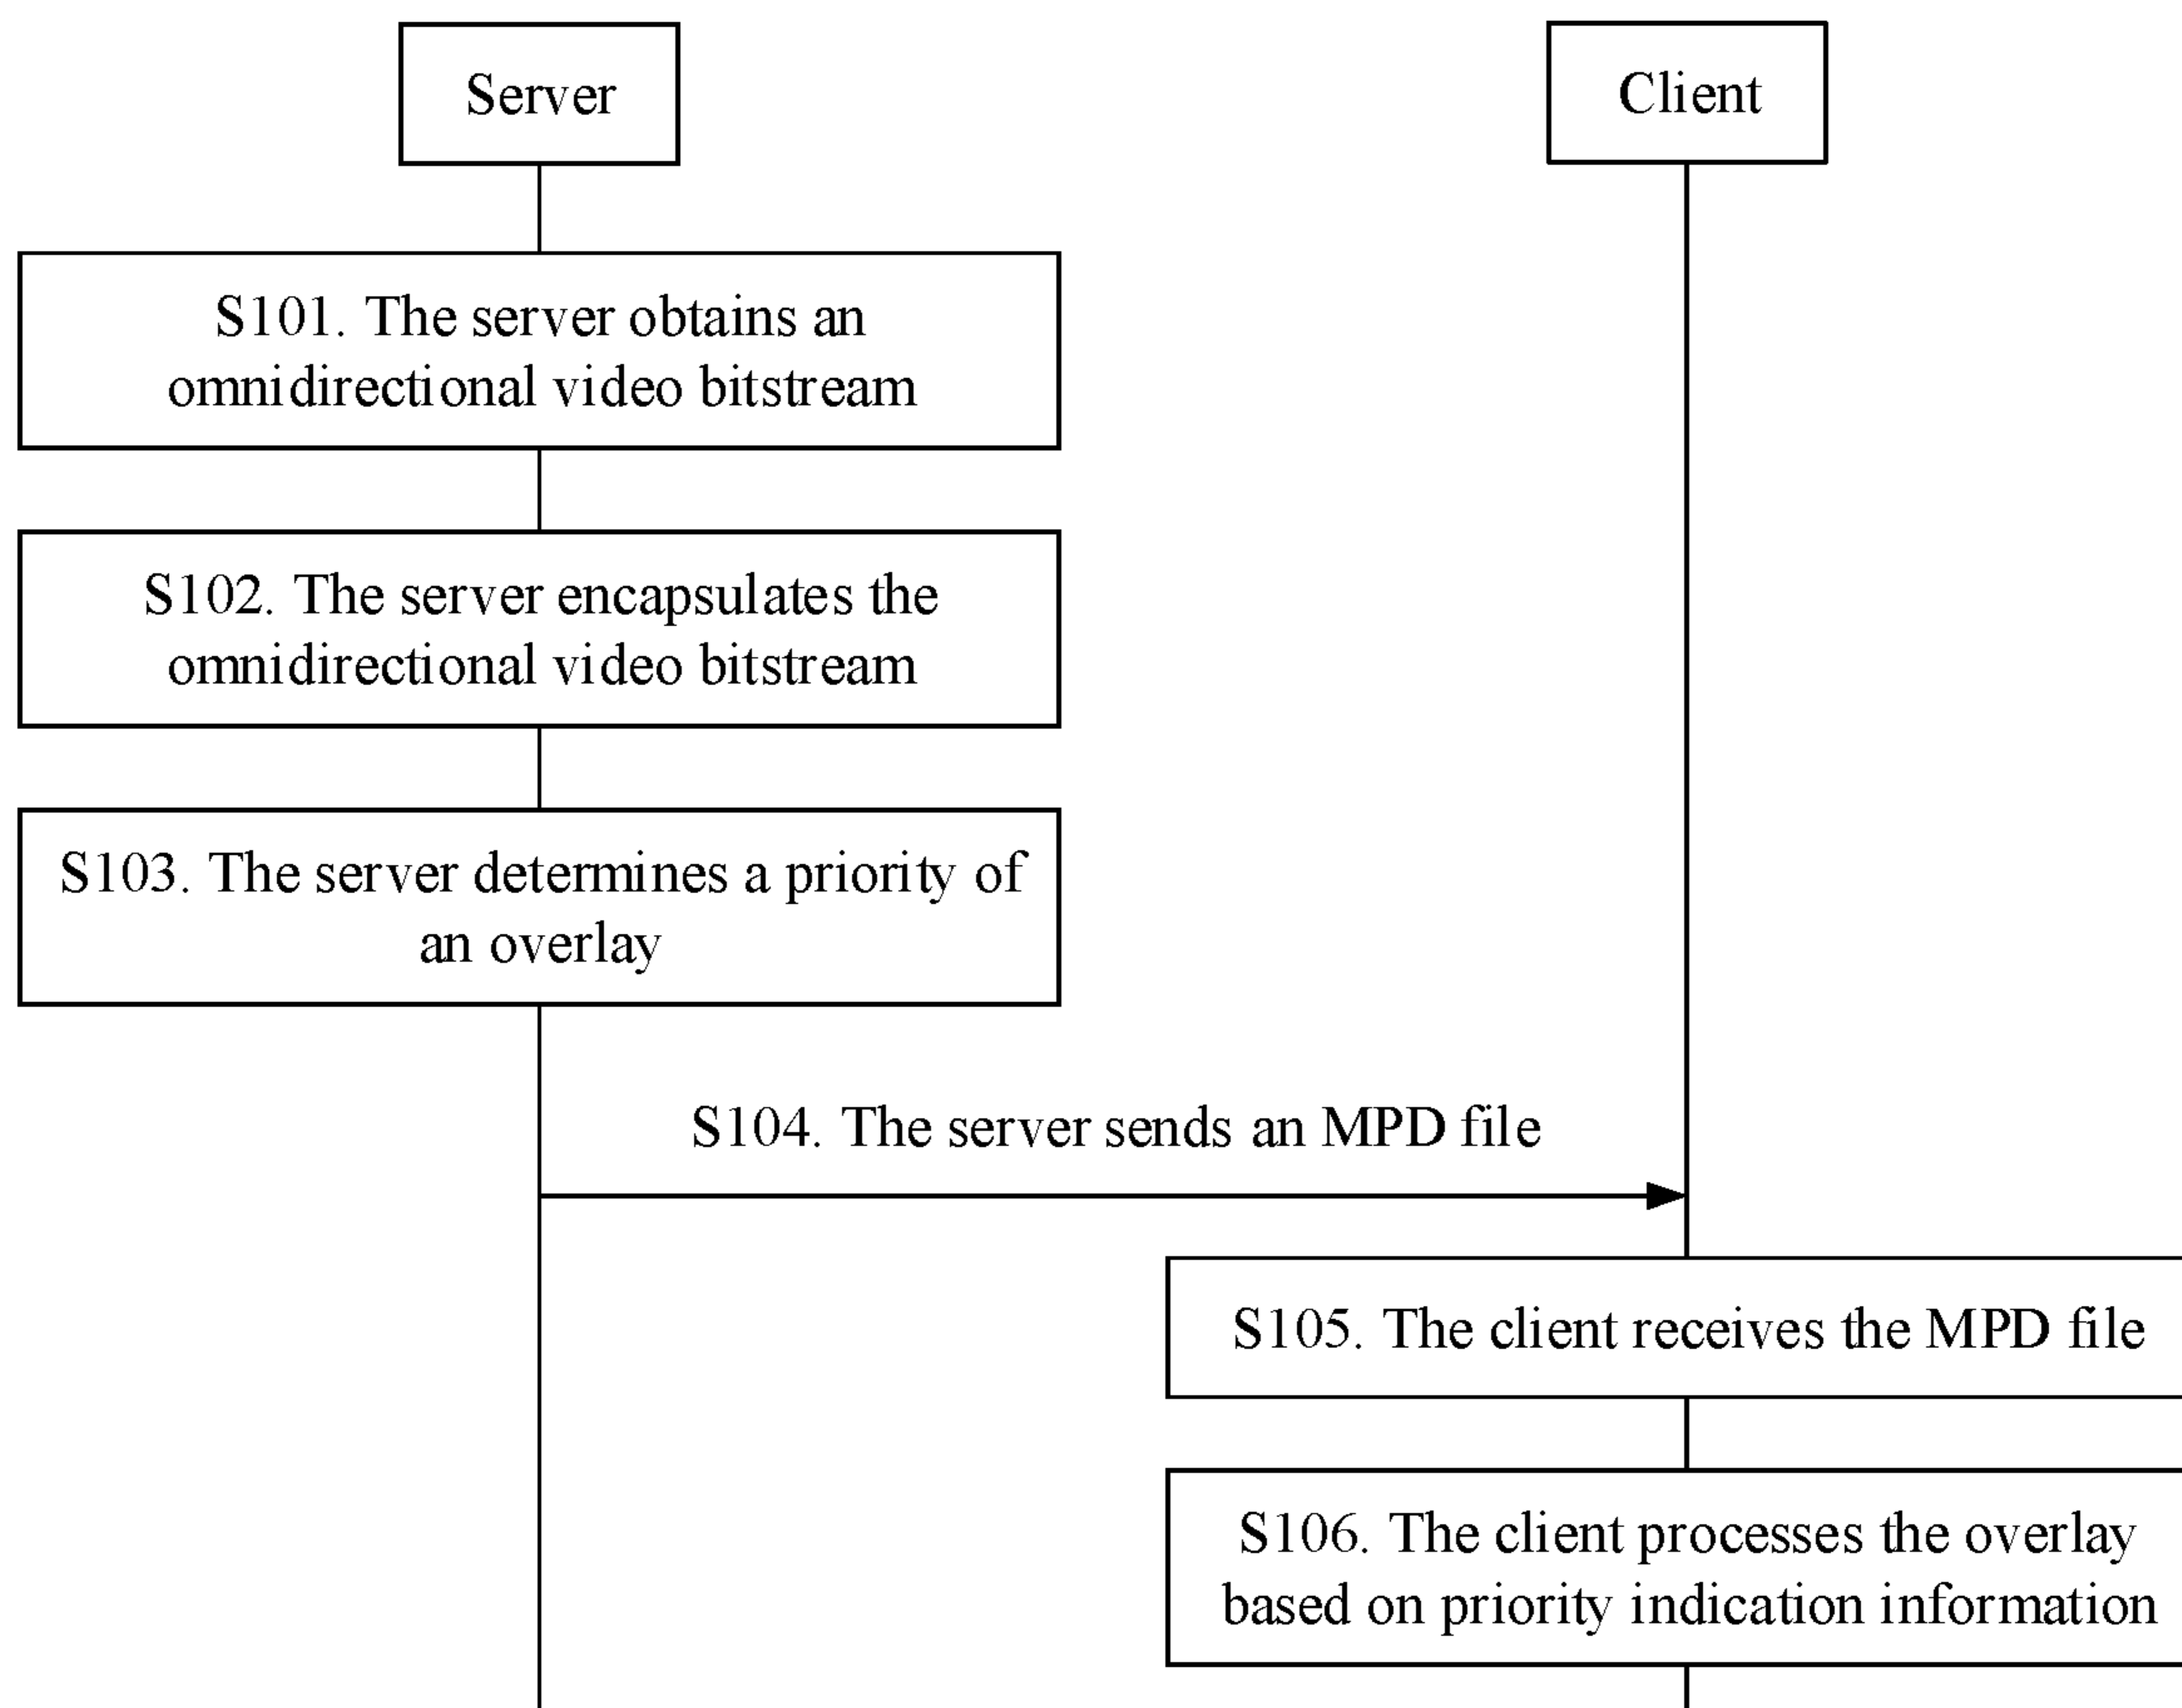 Server
Client
S101. The server obtains an
omnidirectional video bitstream
S102. The server encapsulates the
omnidirectional video bitstream
S103. The server determines a priority of
an overlay
S104. The server sends an MPD file
S105. The client receives the MPD file
S106. The client processes the overlay
based on priority indication information